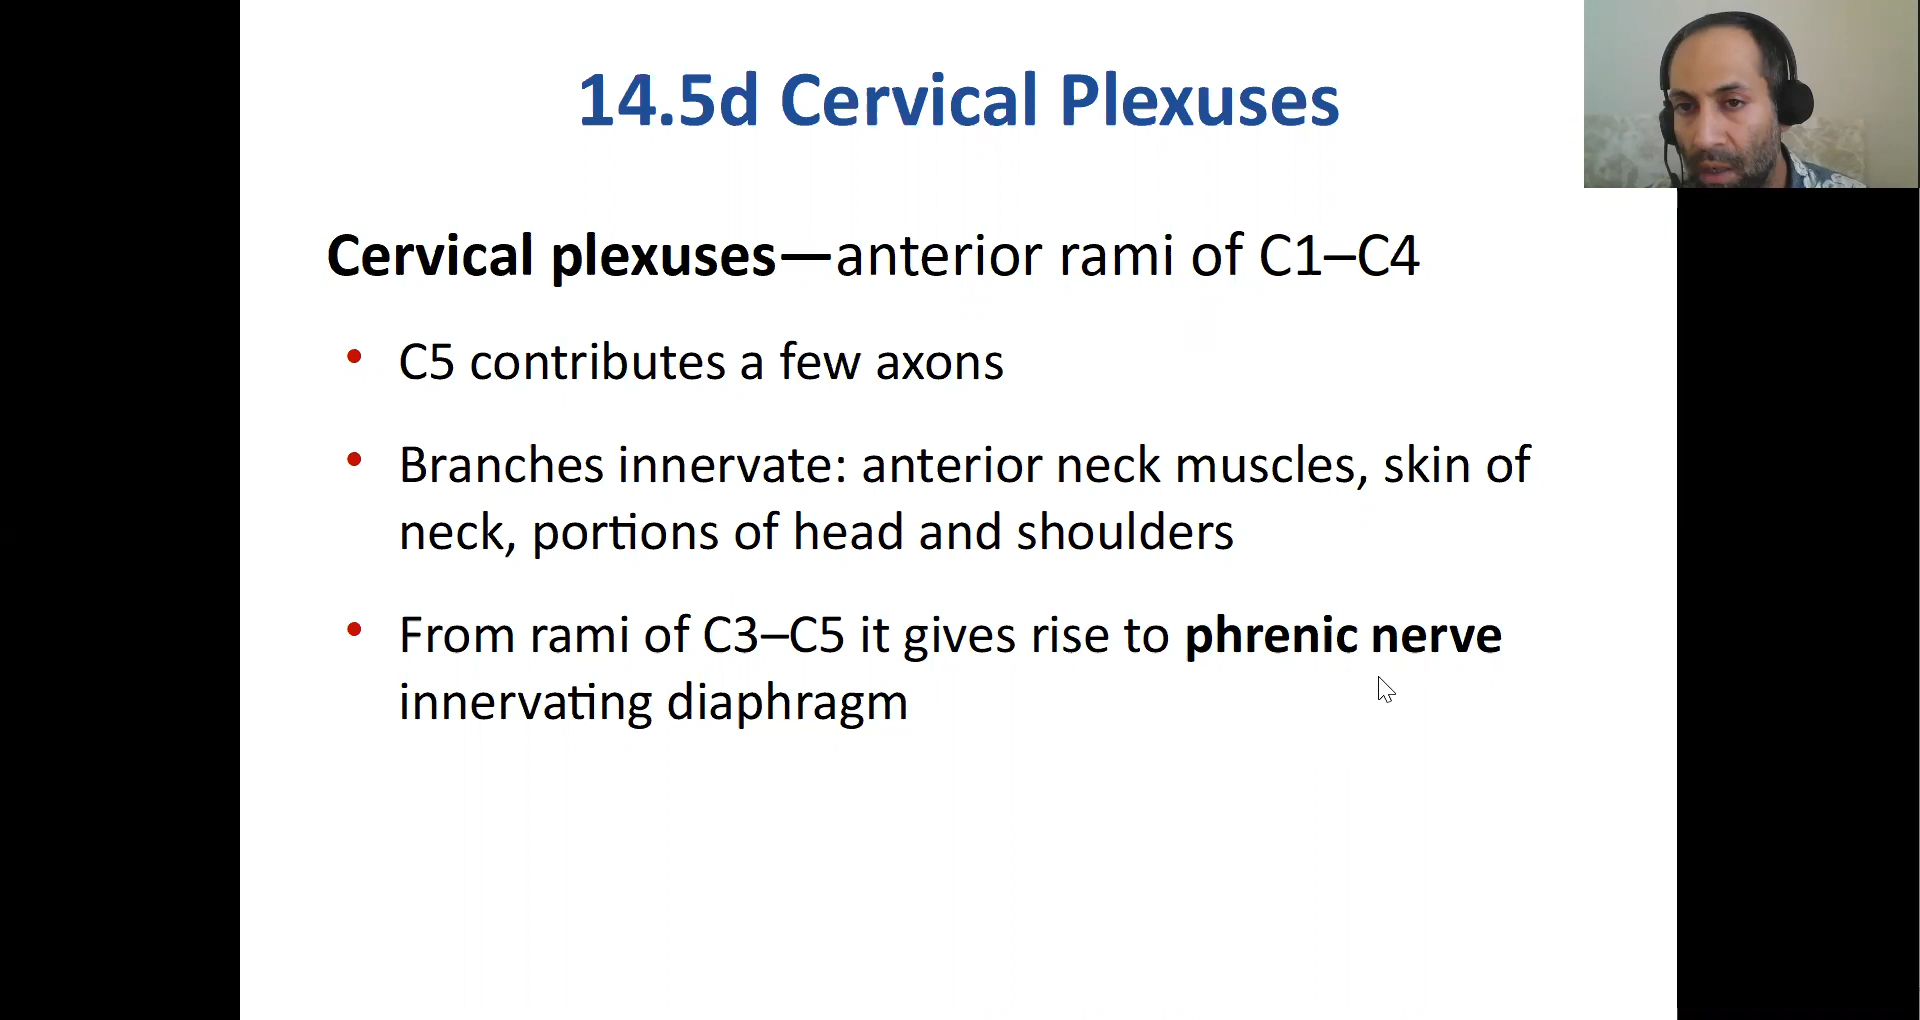 14.5d Cervical Plexuses
Cervical plexuses—anterior rami of C1–C4
• C5 contributes a few axons
• Branches innervate: anterior neck muscles, skin of
neck, portions of head and shoulders
• From rami of C3–C5 it gives rise to phrenic nerve
innervating diaphragm